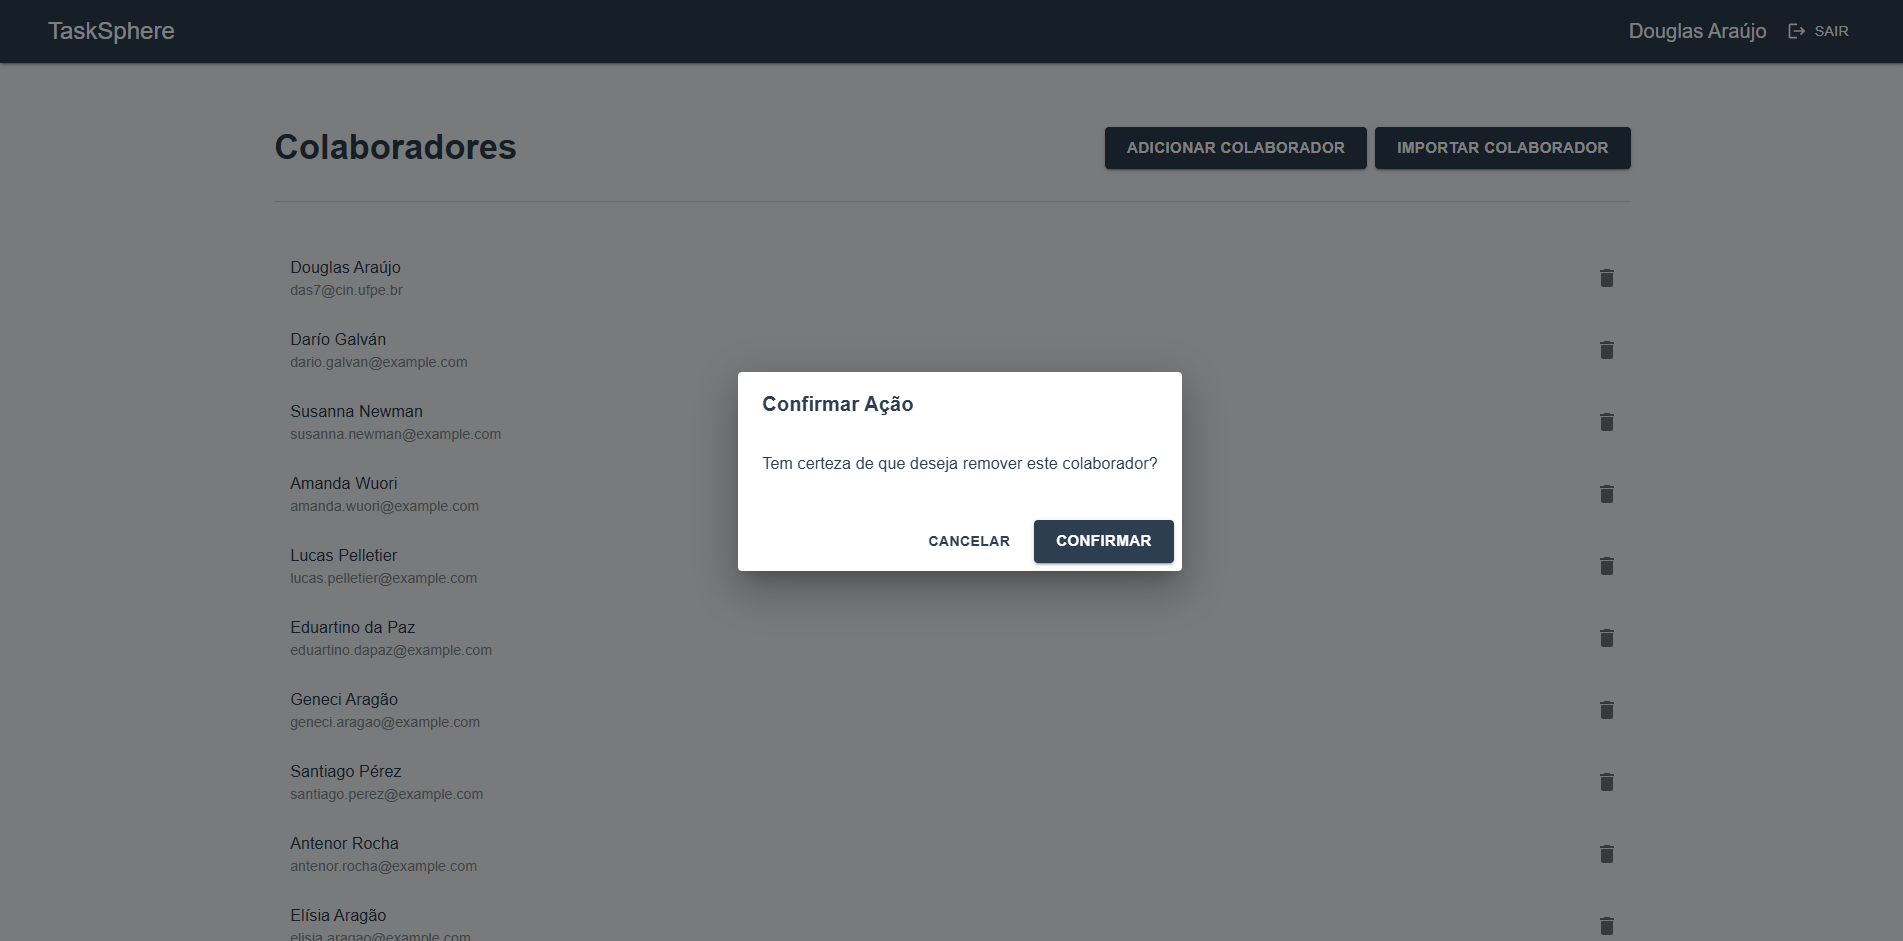 TaskSphere
Douglas Araújo
SAIR
Colaboradores
ADICIONAR COLABORADOR
IMPORTAR COLABORADOR
Douglas Araújo
das7@cin.ufpe.br
Darío Galván
dario.galvan@example.com
Susanna Newman
susanna.newman@example.com
Amanda Wuori
amanda.wuori@example.com
Lucas Pelletier
lucas.pelletier@example.com
Eduartino da Paz
eduartino.dapaz@example.com
Geneci Aragão
geneci.aragao@example.com
Santiago Pérez
santiago.perez@example.com
Antenor Rocha
antenor.rocha@example.com
Elísia Aragão
elisia.aragao@example.com
Confirmar Ação
Tem certeza de que deseja remover este colaborador?
CANCELAR
CONFIRMAR